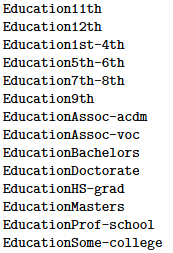 Education11th
Education12th
Education1st-4th
Education5th-6th
Education7th-8th
Education9th
EducationAssoc-acdm
EducationAssoc-voc
EducationBachelors
EducationDoctorate
EducationHS-grad
EducationMasters
EducationProf-school
EducationSome-college